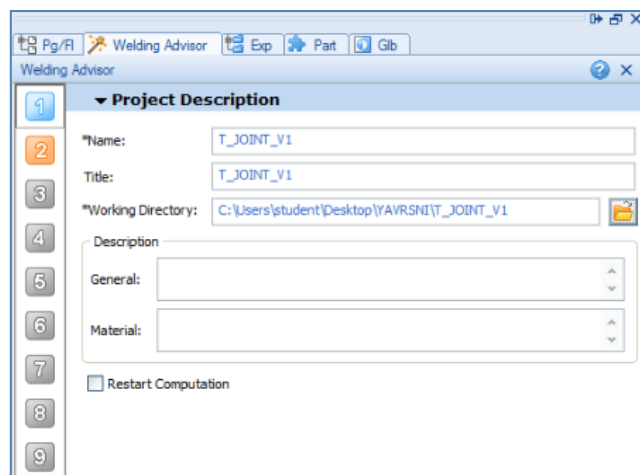 Pg/Fl Welding Advisor Exp Part Glb
Welding Advisor
1
Project Description
2
*Name: T_JOINT_V1
Title: T_JOINT_V1
3
*Working Directory: C:\Users\student\Desktop\YAVRSNI\T_JOINT_V1
4
Description
5
General:
6
Material:
7
Restart Computation
8
9